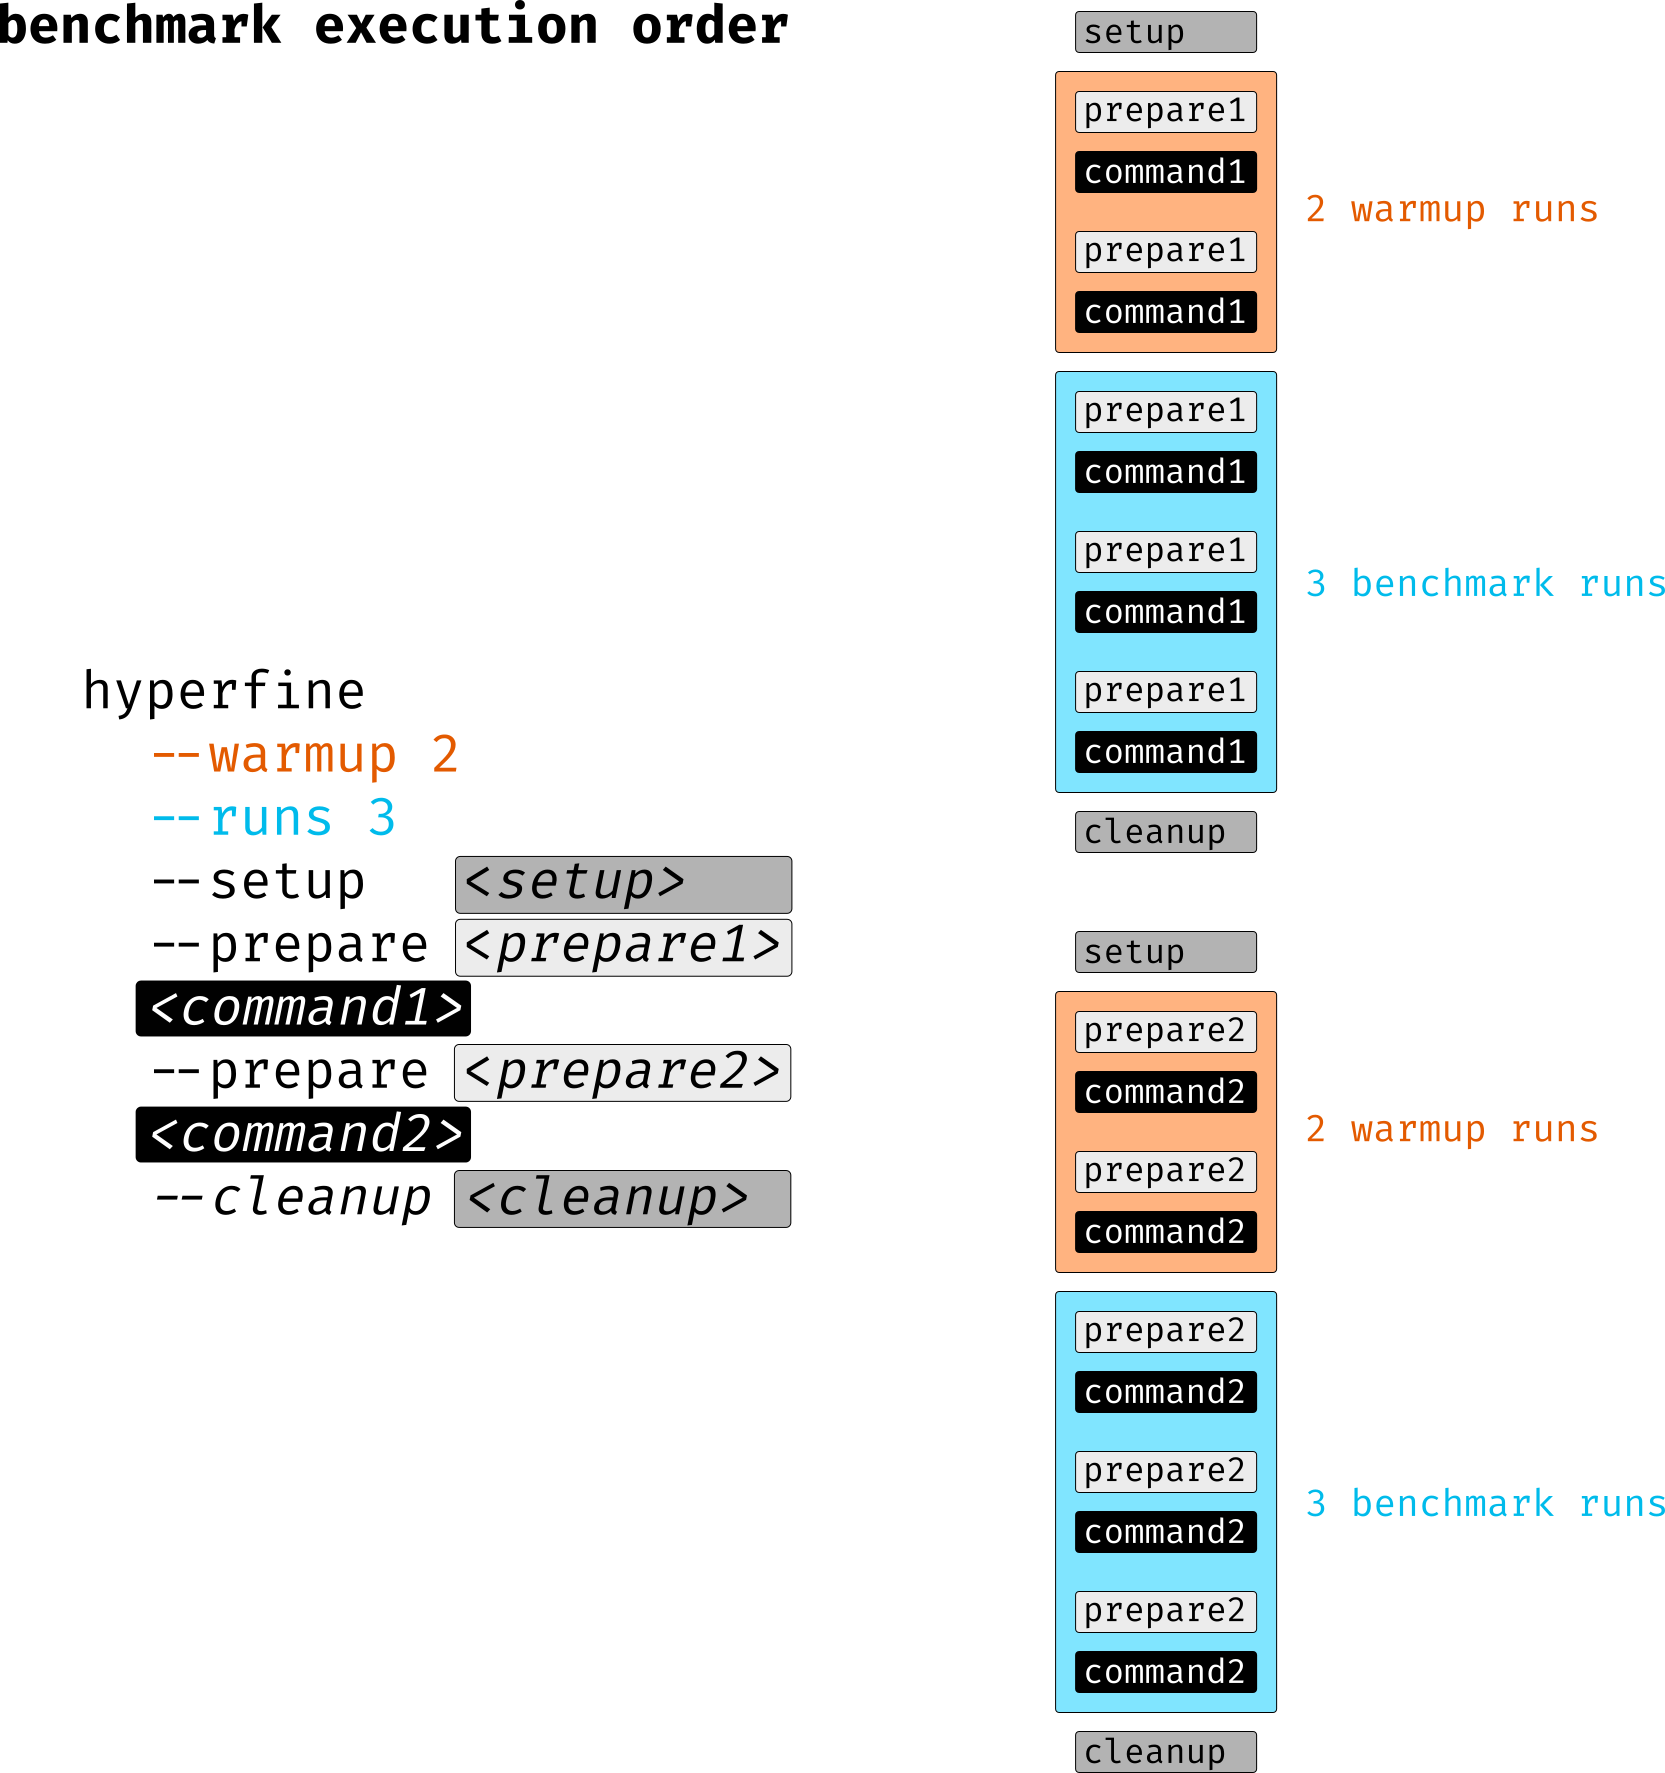 benchmark execution order
hyperfine
--warmup 2
--runs 3
--setup <setup>
--prepare <prepare1>
<command1>
--prepare <prepare2>
<command2>
--cleanup <cleanup>
setup
prepare1
command1
prepare1
command1
2 warmup runs
prepare1
command1
prepare1
command1
prepare1
command1
3 benchmark runs
cleanup
setup
prepare2
command2
prepare2
command2
2 warmup runs
prepare2
command2
prepare2
command2
prepare2
command2
3 benchmark runs
cleanup